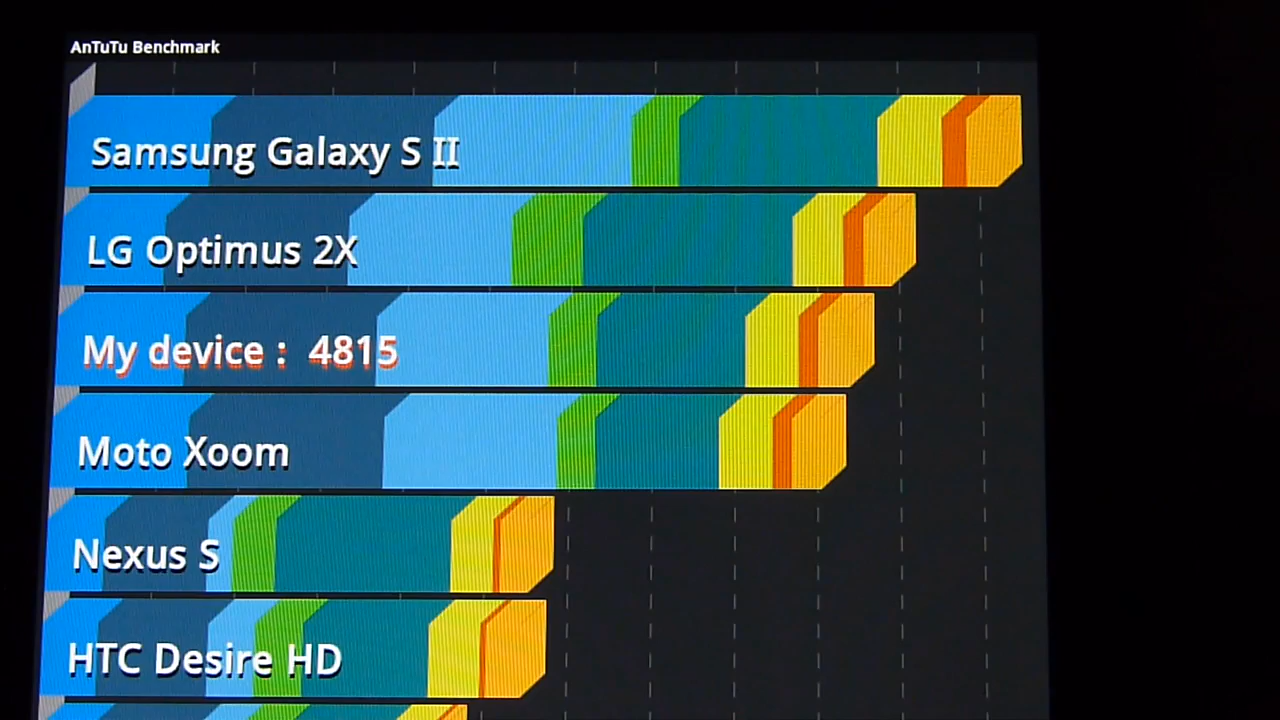 AnTuTu Benchmark
Samsung Galaxy S II
LG Optimus 2X
My device : 4815
Moto Xoom
Nexus S
HTC Desire HD